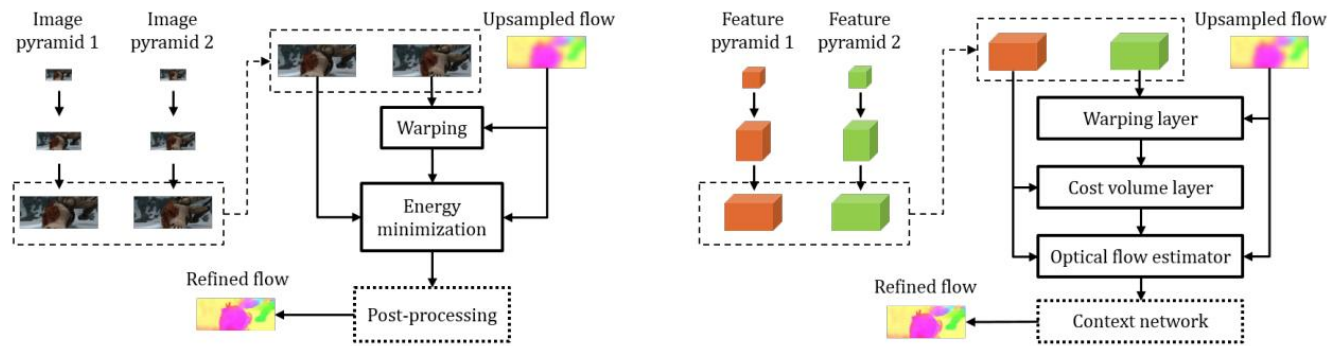 Image
pyramid 1
Image
pyramid 2
Upsampled flow
Warping
Energy
minimization
Refined flow
Post-processing
Feature
pyramid 1
Feature
pyramid 2
Upsampled flow
Warping layer
Cost volume layer
Optical flow estimator
Refined flow
Context network